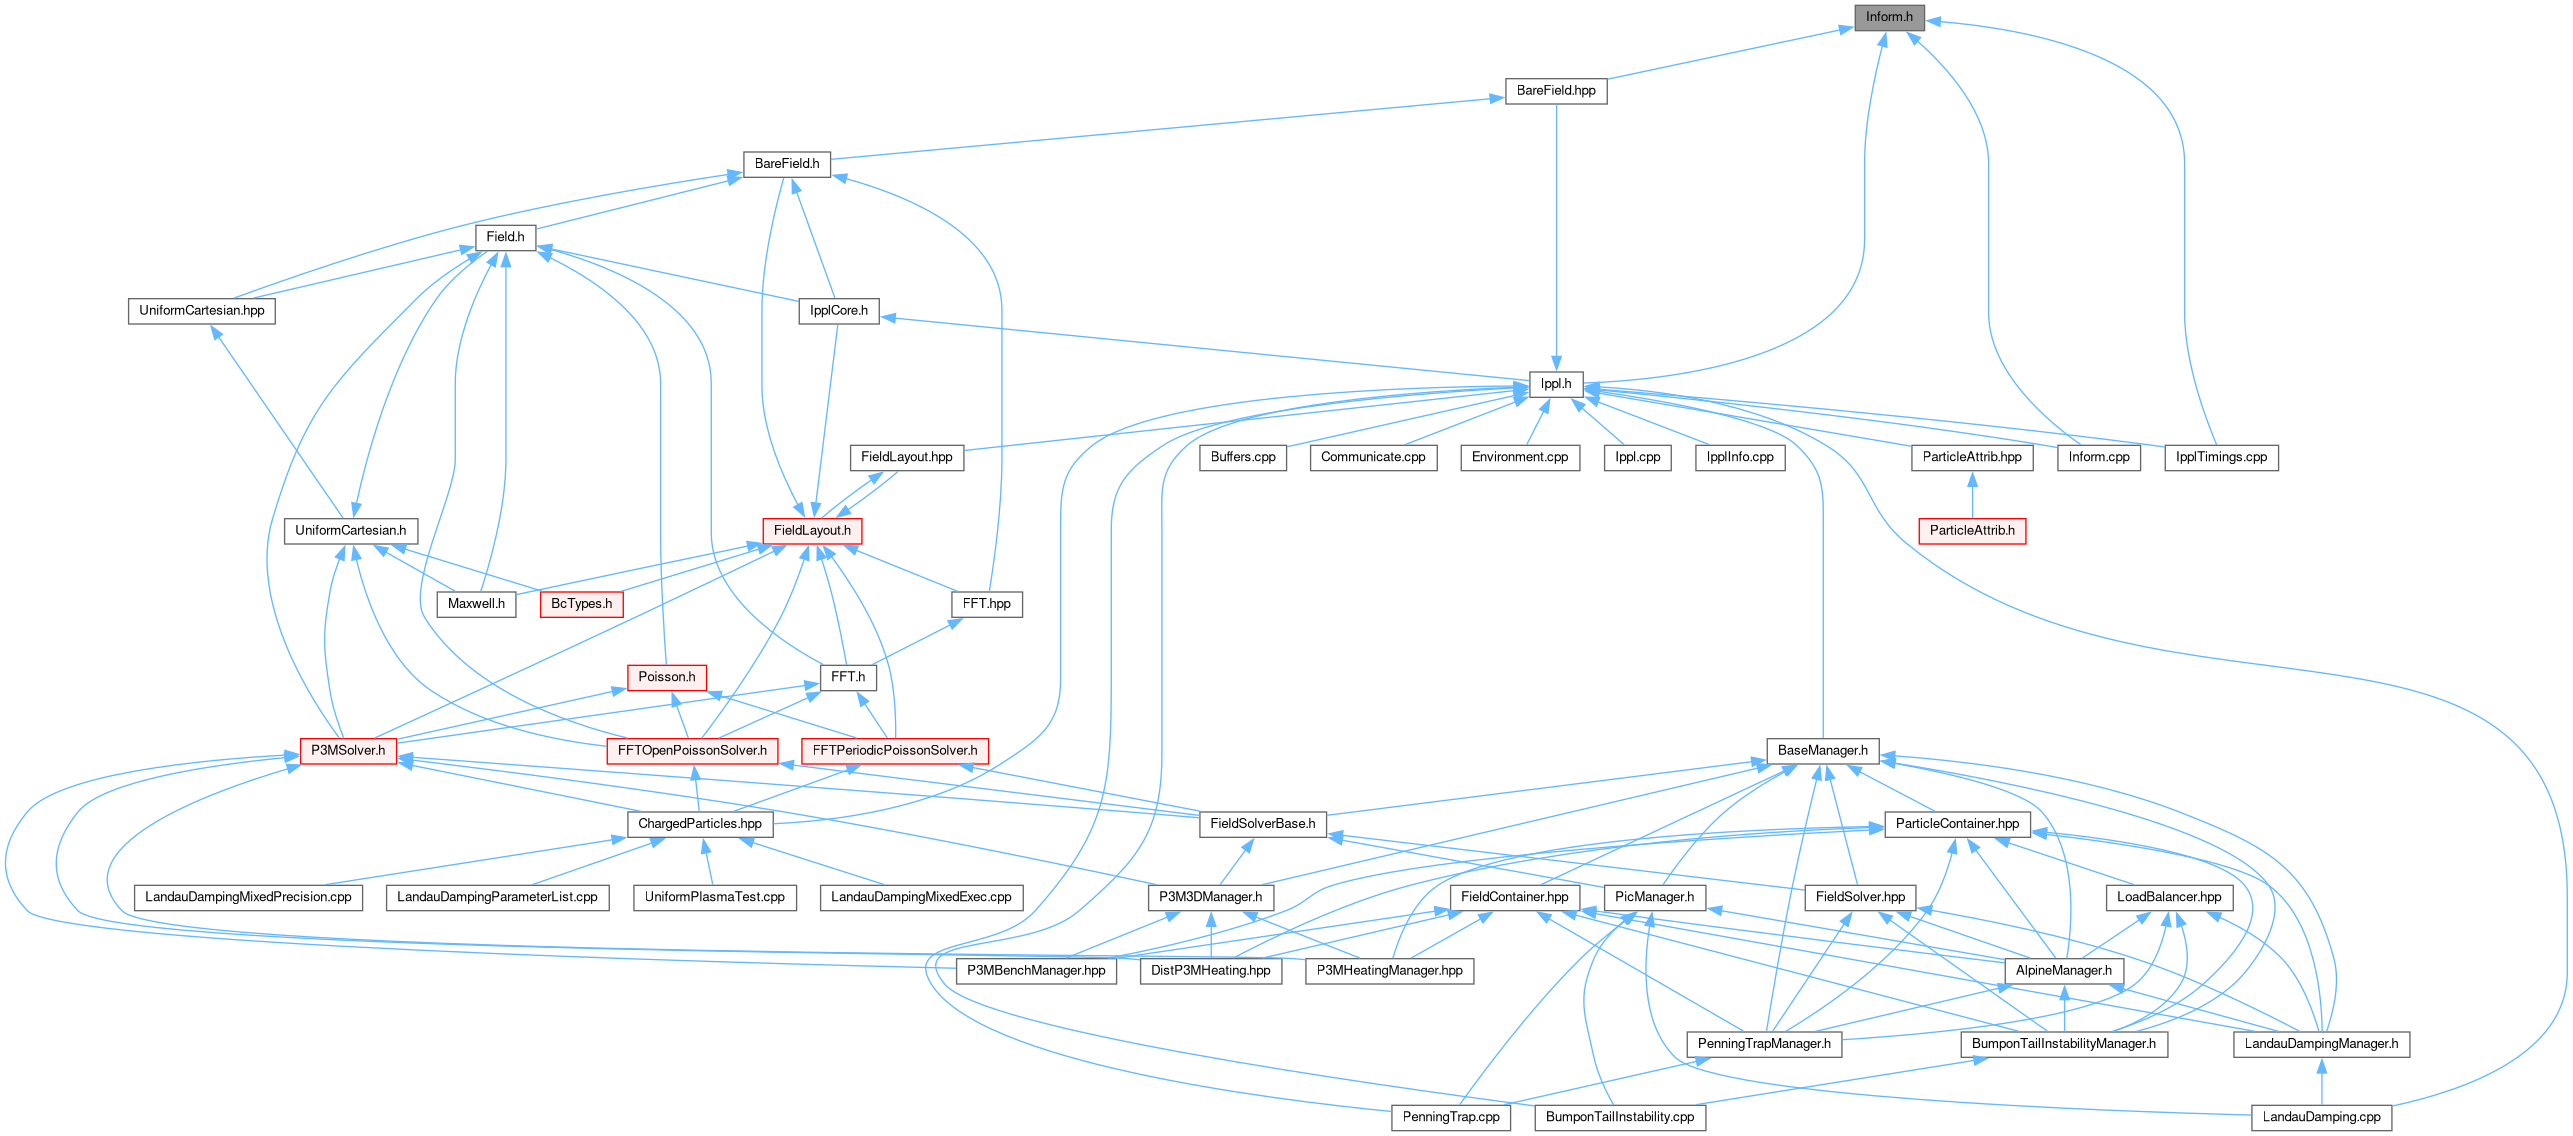 Inform.h
BareField.hpp
BareField.h
Field.h
UniformCartesian.hpp
IpplCore.h
Ippl.h
FieldLayout.hpp
Buffers.cpp
Communicate.cpp
Environment.cpp
Ippl.cpp
IpplInfo.cpp
ParticleAttrib.hpp
Inform.cpp
IpplTimings.cpp
UniformCartesian.h
FieldLayout.h
ParticleAttrib.h
Maxwell.h
BcTypes.h
FFT.hpp
Poisson.h
FFT.h
P3MSolver.h
FFTOpenPoissonSolver.h
FFTPeriodicPoissonSolver.h
BaseManager.h
ChargedParticles.hpp
FieldSolverBase.h
ParticleContainer.hpp
LandauDampingMixedPrecision.cpp
LandauDampingParameterList.cpp
UniformPlasmaTest.cpp
LandauDampingMixedExec.cpp
P3M3DManager.h
FieldContainer.hpp
PicManager.h
FieldSolver.hpp
LoadBalancer.hpp
P3MBenchManager.hpp
DistP3MHeating.hpp
P3MHeatingManager.hpp
AlpineManager.h
PenningTrapManager.h
BumponTailInstabilityManager.h
LandauDampingManager.h
PenningTrap.cpp
BumponTailInstability.cpp
LandauDamping.cpp